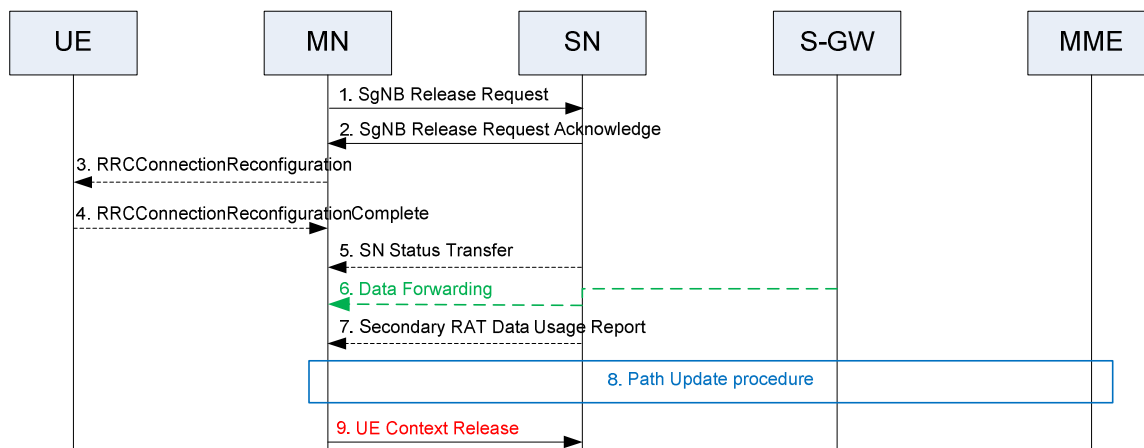 UE
MN
SN
S-GW
MME
1. SgNB Release Request
2. SgNB Release Request Acknowledge
3. RRCConnectionReconfiguration
4. RRCConnectionReconfigurationComplete
5. SN Status Transfer
6. Data Forwarding
7. Secondary RAT Data Usage Report
8. Path Update procedure
9. UE Context Release